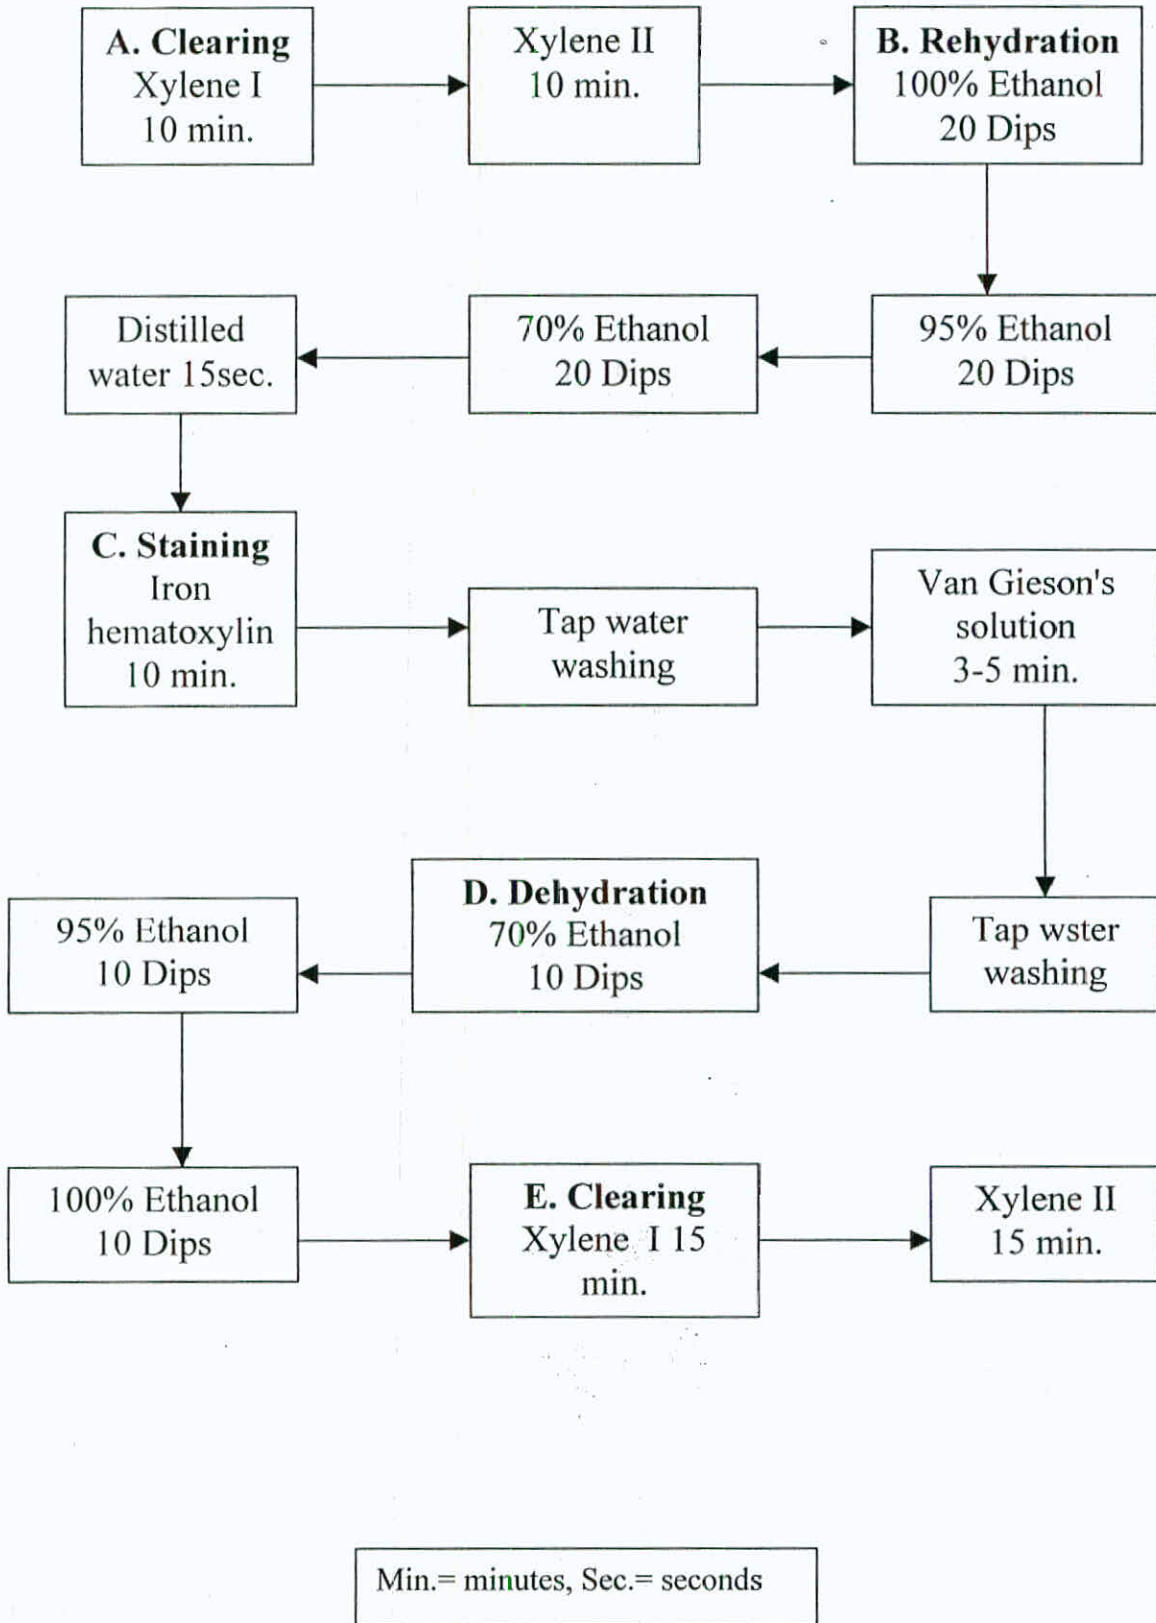 A. Clearing
Xylene I
10 min.
Xylene II
10 min.
B. Rehydration
100% Ethanol
20 Dips
95% Ethanol
20 Dips
70% Ethanol
20 Dips
Distilled
water 15sec.
C. Staining
Iron
hematoxylin
10 min.
Tap water
washing
Van Gieson's
solution
3-5 min.
Tap wster
washing
D. Dehydration
70% Ethanol
10 Dips
95% Ethanol
10 Dips
100% Ethanol
10 Dips
E. Clearing
Xylene I 15
min.
Xylene II
15 min.
Min.= minutes, Sec.= seconds